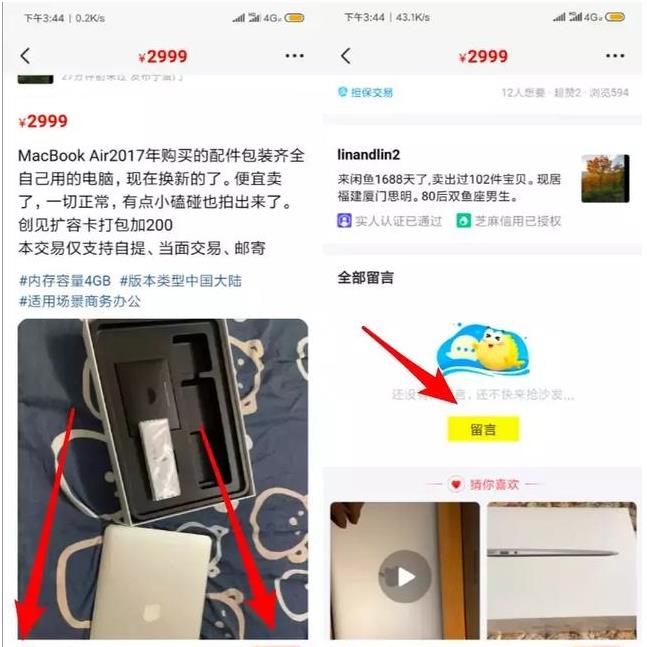 下午3:44 | 0.2K/s
4G
¥2999
27分钟前来过 发布于厦门
¥2999
MacBook Air2017年购买的配件包装齐全
自己用的电脑，现在换新的了。便宜卖
了，一切正常，有点小磕碰也拍出来了。
创见扩容卡打包加200
本交易仅支持自提、当面交易、邮寄
#内存容量4GB #版本类型中国大陆
#适用场景商务办公
下午3:44 | 43.1K/s
4G
¥2999
担保交易
12人想要 · 超赞2 · 浏览594
linandlin2
来闲鱼1688天了,卖出过102件宝贝。现居
福建厦门思明。80后双鱼座男生。
实人认证已通过 芝麻信用已授权
全部留言
还没有 言，还不快来抢沙发...
留言
猜你喜欢